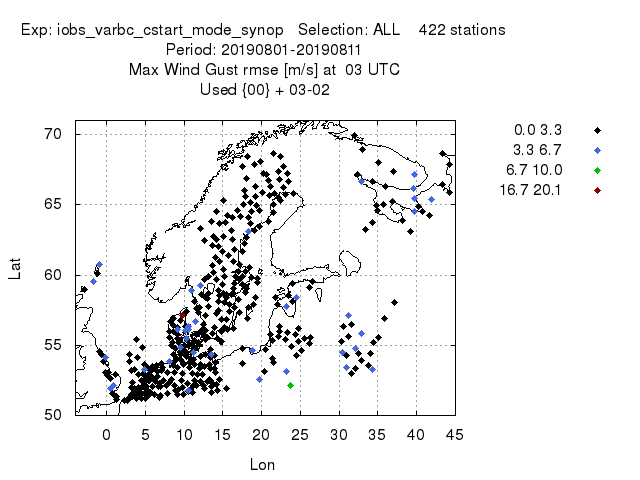 Exp: iobs_varbc_cstart_mode_synop   Selection: ALL    422 stations
Period: 20190801-20190811
Max Wind Gust rmse [m/s] at  03 UTC
Used {00} + 03-02
0.0 3.3
3.3 6.7
6.7 10.0
16.7 20.1
70
65
60
55
50
Lat
0 5 10 15 20 25 30 35 40 45
Lon